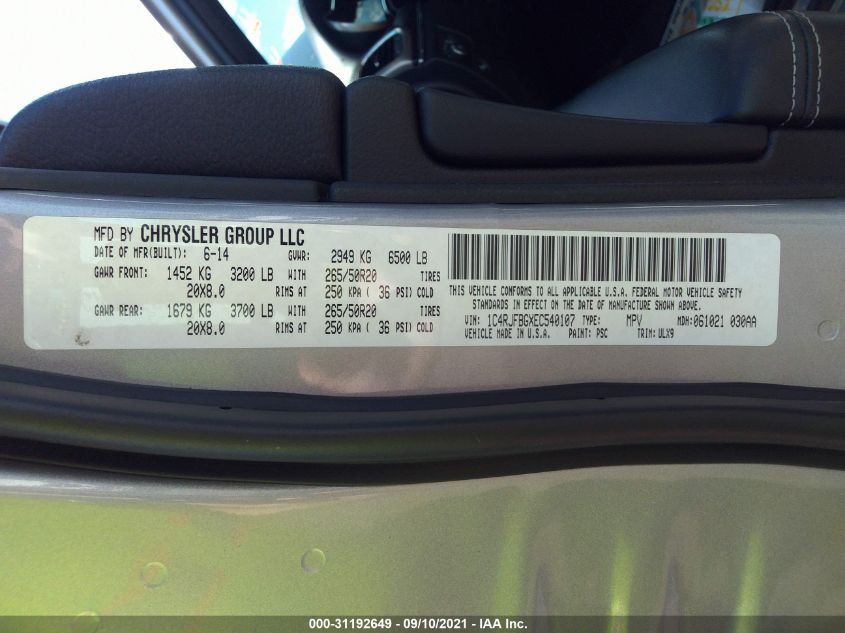 MFD BY CHRYSLER GROUP LLC
DATE OF MFR(BUILT): 6-14 GVWR: 2949 KG 6500 LB
GAWR FRONT: 1452 KG 3200 LB WITH 265/50R20 TIRES
20X8.0 RIMS AT 250 KPA ( 36 PSI) COLD
GAWR REAR: 1679 KG 3700 LB WITH 265/50R20 TIRES
20X8.0 RIMS AT 250 KPA ( 36 PSI) COLD
THIS VEHICLE CONFORMS TO ALL APPLICABLE U.S.A. FEDERAL MOTOR VEHICLE SAFETY
STANDARDS IN EFFECT ON THE DATE OF MANUFACTURE SHOWN ABOVE.
VIN: 1C4RJFBGXEC540107 TYPE: MPV MDH: 061021 030AA
VEHICLE MADE IN U.S.A. PAINT: PSC TRIM: ULX9
000-31192649 - 09/10/2021 - IAA Inc.